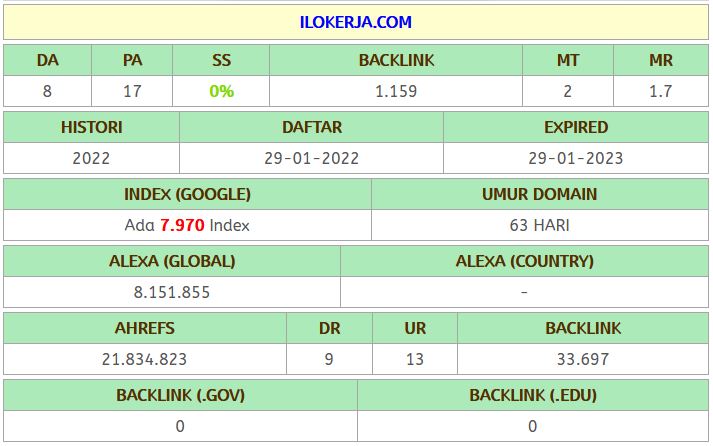 ILOKERJA.COM
DA PA SS BACKLINK MT MR
8 17 0% 1.159 2 1.7
HISTORI DAFTAR EXPIRED
2022 29-01-2022 29-01-2023
INDEX (GOOGLE) UMUR DOMAIN
Ada 7.970 Index 63 HARI
ALEXA (GLOBAL) ALEXA (COUNTRY)
8.151.855 -
AHREFS DR UR BACKLINK
21.834.823 9 13 33.697
BACKLINK (.GOV) BACKLINK (.EDU)
0 0